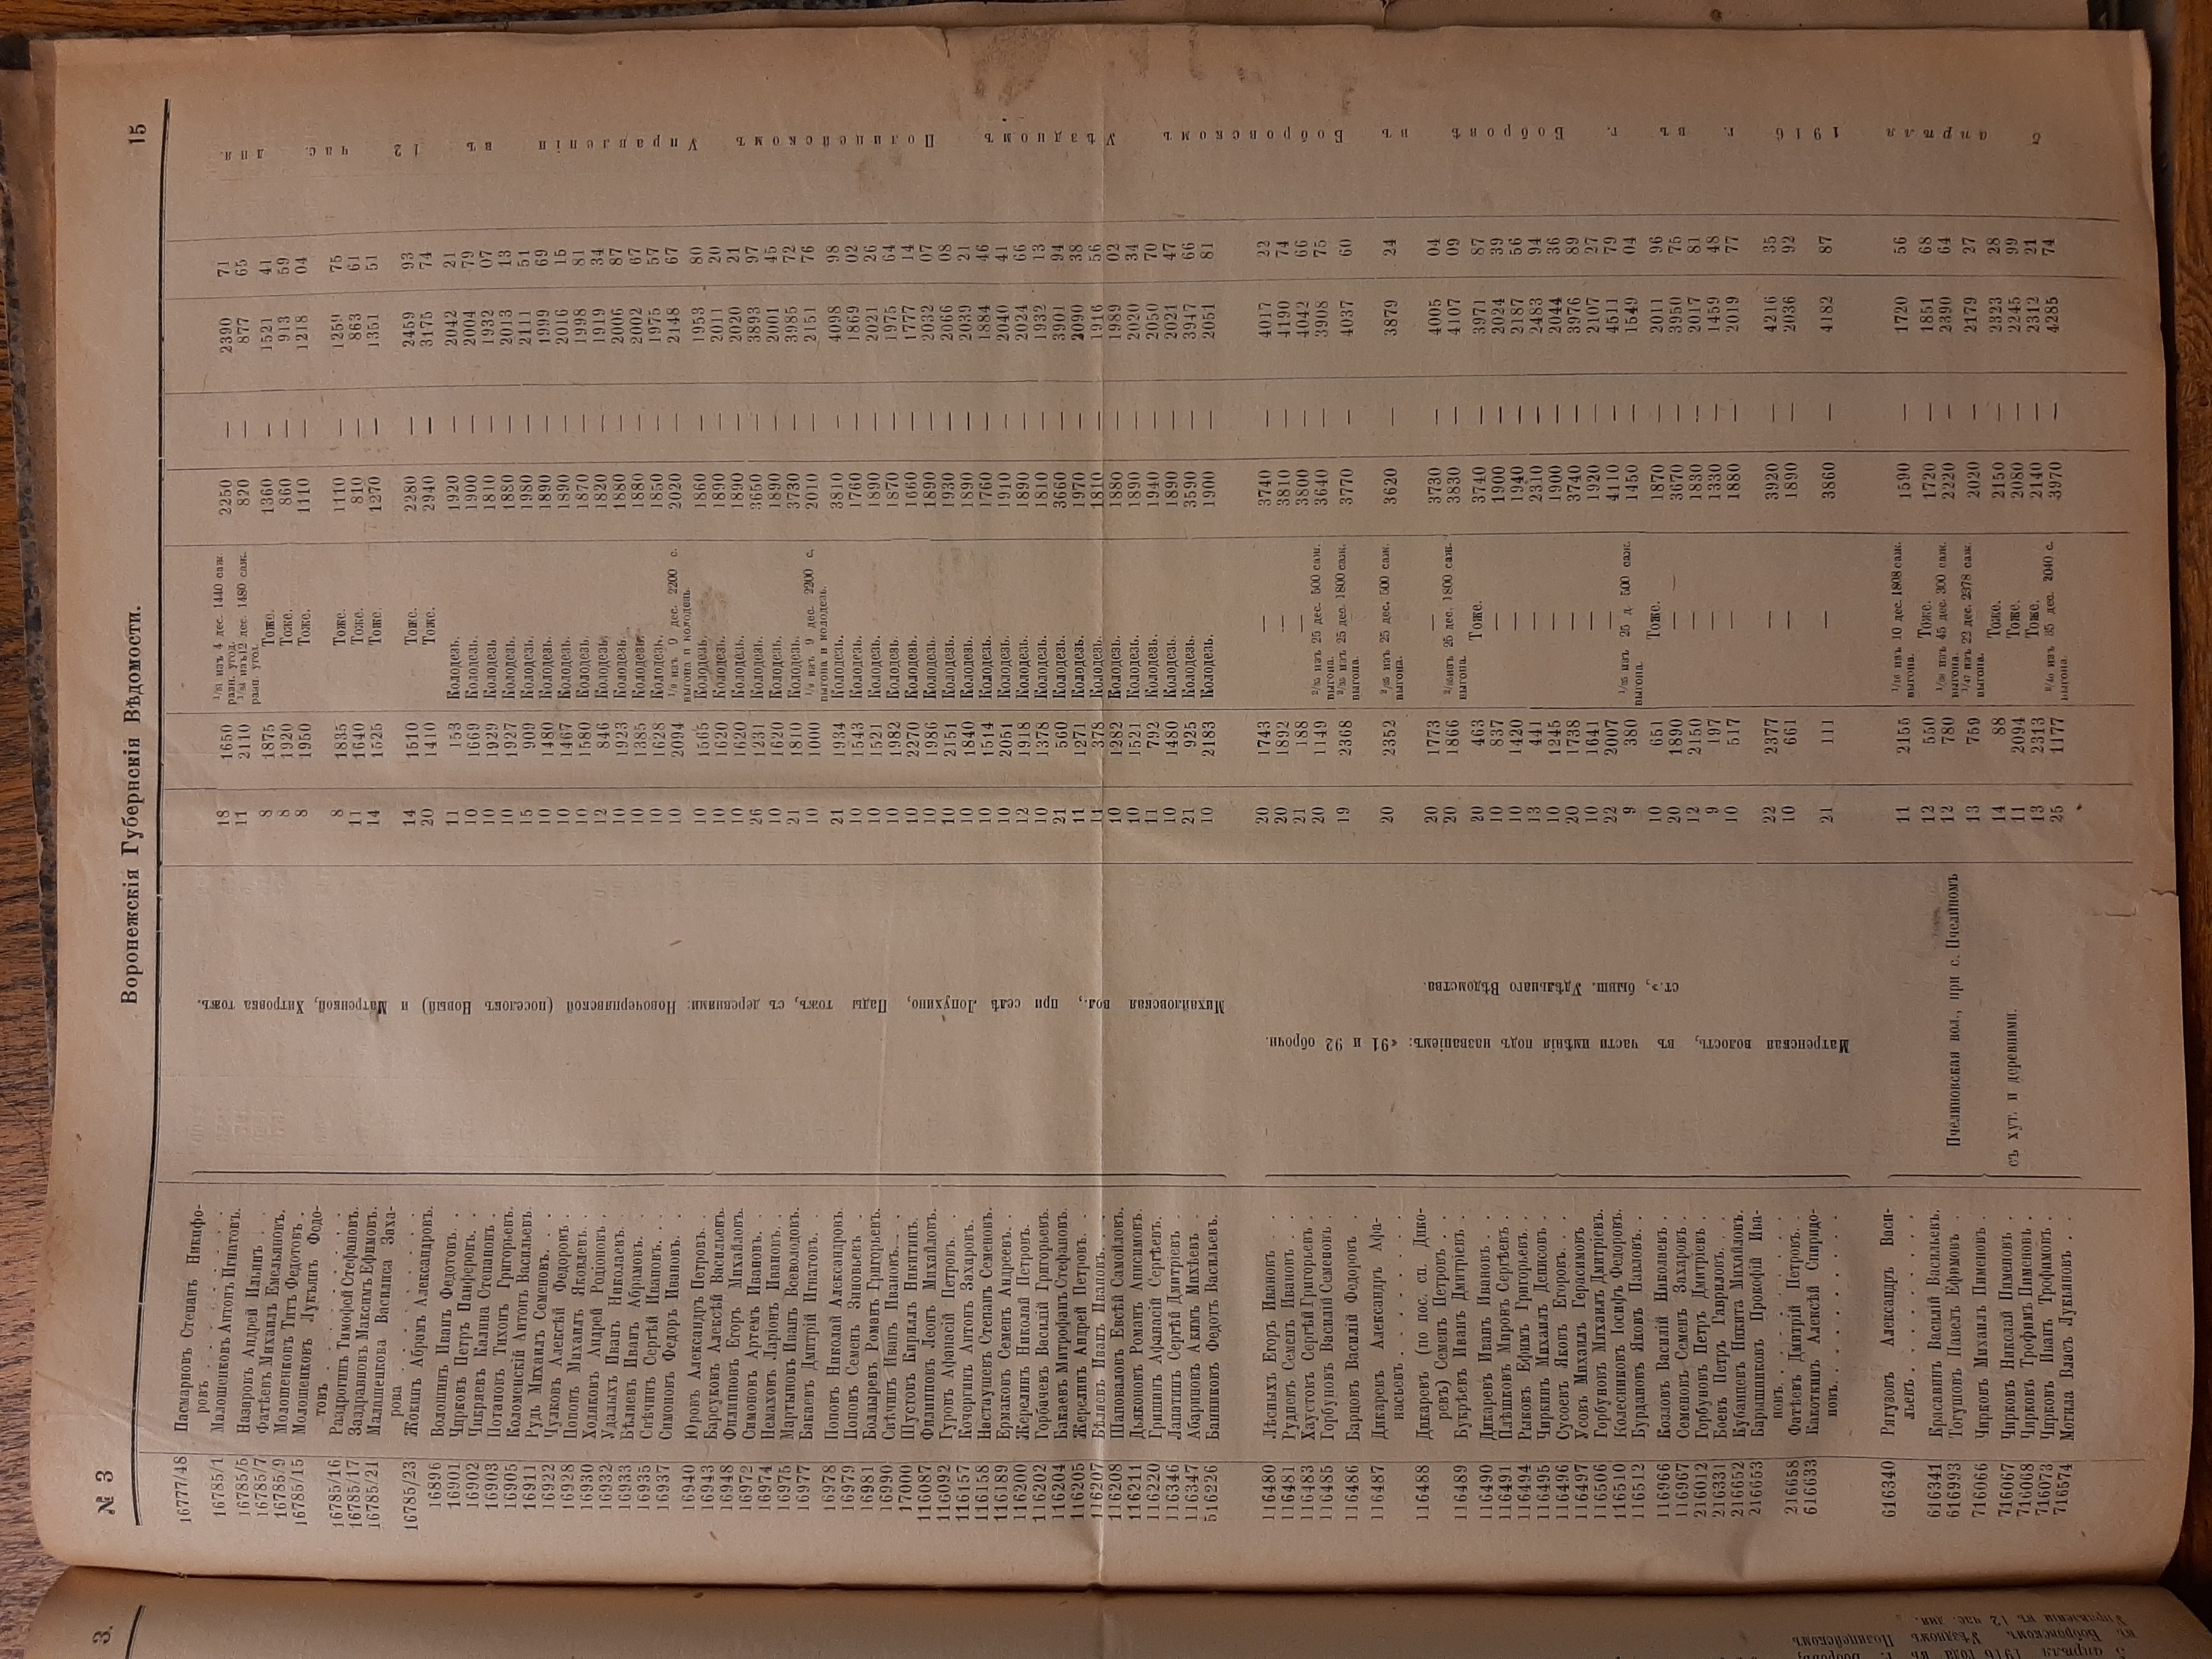 № 3
Воронежскія Губернскія Вѣдомости.
15
16777/48 Пасмарновъ Степанъ Никифо-
ровъ . . . . . . . . 18 1650 1/81 изъ 4 дес. 1440 саж. разн. угод. 2250 — 2390 71
16785/1 Малошенковъ Антонъ Игнатовъ. 11 2110 1/81 изъ 12 дес. 1480 саж. разн. угод. 820 — 877 65
16785/5 Назаровъ Андрей Ильинъ . . 8 1875 Тоже. 1360 — 1521 41
16785/7 Фатѣевъ Михаилъ Емельяновъ. 8 1920 Тоже. 860 — 913 59
16785/9 Молошенковъ Титъ Федотовъ . 8 1950 Тоже. 1110 — 1218 04
16785/15 Молошенковъ Лукъянъ Федо-
товъ . . . . . . . . 8 1835 Тоже. 1110 — 1259 75
16785/16 Раздрогинъ Тимофей Стефановъ. 11 1640 Тоже. 810 — 863 61
16785/17 Заздравновъ Максимъ Ефимовъ. 14 1525 Тоже. 1270 — 1351 51
16785/21 Малашенкова Василиса Заха-
рова . . . . . . . . 14 1510 Тоже. 2280 — 2459 93
16785/23 Жокинъ Абрамъ Александровъ. 20 1410 Тоже. 2940 — 3175 74
16896 Волошинъ Иванъ Федотовъ. . 11 153 Колодезь. 1920 — 2042 21
16901 Чирковъ Петръ Панферовъ. . 10 1669 Колодезь. 1900 — 2004 79
16902 Чикряевъ Калина Степановъ . 10 1929 Колодезь 1810 — 1932 07
16903 Потаповъ Тихонъ Григорьевъ. 10 1927 Колодезь. 1880 — 2013 13
16905 Коломенскій Антонъ Васильевъ. 15 909 Колодезь. 1980 — 2111 51
16911 Рудь Михаилъ Семеновъ. . . 10 1480 Колодезь. 1890 — 1999 69
16922 Чулковъ Алексѣй Федоровъ . 10 1467 Колодезь. 1890 — 2016 15
16928 Поповъ Михаилъ Яковлевъ. . 10 1580 Колодезь. 1870 — 1998 81
16930 Ходяковъ Андрей Родіоновъ . 12 846 Колодезь. 1820 — 1919 34
16932 Удалыхъ Иванъ Николаевъ. . 10 1923 Колодезь. 1880 — 2006 87
16933 Бѣляевъ Иванъ Абрамовъ. . 10 1385 Колодезь. 1880 — 2002 67
16935 Свѣчинъ Сергѣй Ивановъ. . . 10 1628 Колодезь. 1850 — 1975 57
16937 Симоновъ Федоръ Ивановъ. . 10 2094 1/9 изъ 9 дес. 2200 с. выгона и колодезь. 2020 — 2148 67
16940 Юровъ Александръ Петровъ. . 10 1565 Колодезь. 1860 — 1953 80
16943 Барсуковъ Алексѣй Васильевъ. 10 1620 Колодезь. 1890 — 2011 20
16948 Филипповъ Егоръ Михайловъ. 10 1620 Колодезь. 1890 — 2020 21
16972 Симоновъ Артемъ Ивановъ. . 26 1231 Колодезь. 3650 — 3893 97
16974 Немаховъ Ларіонъ Ивановъ. . 10 1620 Колодезь. 1890 — 2001 45
16975 Мартыновъ Иванъ Всеволодовъ. 21 1810 Колодезь. 3730 — 3985 72
16977 Бакаевъ Дмитрій Игнатовъ. . 10 1000 1/9 изъ 9 дес. 2200 с. выгона и колодезь. 2010 — 2151 76
16978 Поповъ Николай Александровъ. 21 1934 Колодезь. 3810 — 4098 98
16979 Поповъ Семенъ Зиновьевъ . 10 1543 Колодезь. 1760 — 1869 02
16981 Болдыревъ Романъ Григорьевъ. 10 1521 Колодезь. 1890 — 2021 26
16990 Свѣчинъ Иванъ Ивановъ. . . 10 1982 Колодезь. 1870 — 1975 64
17000 Шустовъ Кириллъ Никитинъ. 10 2270 Колодезь. 1660 — 1777 14
116087 Филипповъ Леонъ Михайловъ. 10 1986 Колодезь. 1890 — 2032 07
116092 Гуровъ Афанасій Петровъ. . 10 2151 Колодезь. 1930 — 2066 08
116157 Кочергинъ Антонъ Захаровъ. 10 1840 Колодезь. 1890 — 2039 21
116158 Настаушевъ Степанъ Семеновъ. 10 1514 Колодезь. 1760 — 1884 46
116189 Ермаковъ Семенъ Андреевъ. . 10 2051 Колодезь. 1910 — 2040 41
116200 Жерелинъ Николай Петровъ. 12 1918 Колодезь. 1890 — 2024 66
116202 Горбачевъ Василій Григорьевъ. 10 1378 Колодезь. 1810 — 1932 13
116204 Бакаевъ Митрофанъ Стефановъ. 21 560 Колодезь. 3660 — 3901 94
116205 Жерелинъ Андрей Петровъ. . 11 1271 Колодезь. 1970 — 2090 38
116207 Бѣляевъ Иванъ Ивановъ. . . 11 378 Колодезь. 1810 — 1916 56
116208 Шаповаловъ Евсѣй Самойловъ. 10 1282 Колодезь. 1880 — 1989 02
116211 Дьяконовъ Романъ Анисимовъ. 10 1521 Колодезь. 1890 — 2020 34
116220 Гришинъ Афанасій Сергѣевъ. 11 792 Колодезь. 1940 — 2050 70
116346 Лапатинъ Сергѣй Дмитріевъ . 10 1480 Колодезь. 1890 — 2021 47
116347 Абариновъ Акимъ Михѣевъ . 21 925 Колодезь. 3590 — 3947 66
516226 Банниковъ Федотъ Васильевъ. 10 2183 Колодезь. 1900 — 2051 81
Михайловская вол., при селѣ Лопухино, Пады тожъ, съ деревнями: Новочернявской (поселокъ Новый) и Матренкой, Хитровка тожъ.
116480 Лѣсныхъ Егоръ Ивановъ . . 20 1743 — 3740 — 4017 22
116481 Рудневъ Семенъ Ивановъ . . 20 1892 — 3810 — 4190 74
116483 Хаустовъ Сергѣй Григорьевъ . 21 188 — 3800 — 4042 66
116485 Горбуновъ Василій Семеновъ . 20 1149 2/35 изъ 25 дес. 500 саж. выгона. 3640 — 3908 75
116486 Барцовъ Василій Федоровъ . 19 2368 2/35 изъ 25 дес. 1800 саж. выгона. 3770 — 4037 60
116487 Дикаревъ Александръ Афа-
насьевъ . . . . . . . . 20 2352 2/35 изъ 25 дес. 500 саж. выгона. 3620 — 3879 24
116488 Дикаревъ (по пос. сп. Дико-
ревъ) Семенъ Петровъ . . 20 1773 — 3730 — 4005 04
116489 Букрѣевъ Иванъ Дмитріевъ . 20 1866 2/35 изъ 25 дес. 1800 саж. выгона. 3830 — 4107 09
116490 Дикаревъ Иванъ Ивановъ . . 20 463 Тоже. 3740 — 3971 87
116491 Плѣшковъ Миронъ Сергѣевъ . 10 837 — 1900 — 2024 39
116494 Рыковъ Ефимъ Григорьевъ. . 10 1420 — 1940 — 2187 56
116495 Чиркинъ Михаилъ Денисовъ . 13 441 — 2310 — 2483 94
116496 Сусоевъ Яковъ Егоровъ. . . 10 1245 — 1900 — 2044 36
116497 Усовъ Михаилъ Герасимовъ 20 1738 — 3740 — 3976 89
116506 Горбуновъ Михаилъ Дмитріевъ. 10 1641 — 1920 — 2107 27
116510 Колесниковъ Іосифъ Федоровъ. 22 2007 — 4110 — 4511 79
116512 Бурдановъ Яковъ Павловъ. . 9 380 1/35 изъ 25 д. 500 саж. выгона. 1450 — 1549 04
116966 Козловъ Василій Николаевъ . 10 651 Тоже. 1870 — 2011 96
116967 Семеновъ Семенъ Захаровъ . 20 1890 — 3670 — 3950 75
216012 Горбуновъ Петръ Дмитріевъ . 12 2150 — 1830 — 2017 81
216331 Боевъ Петръ Гавриловъ. . . 9 197 — 1330 — 1459 48
216652 Кубанцевъ Никита Михайловъ. 10 517 — 1880 — 2019 77
216653 Барышниковъ Прокофій Ива-
новъ. . . . . . . . . 22 2377 — 3920 — 4216 35
216658 Фатѣевъ Дмитрій Петровъ. . 10 661 — 1890 — 2036 92
616633 Какоткинъ Алексѣй Спиридо-
новъ. . . . . . . . . 21 111 — 3860 — 4182 87
Матренская волость, въ части имѣнія подъ названіемъ: «91 и 92 оброчн.
ст.», бывш. Удѣльнаго Вѣдомства
616340 Рягузовъ Александръ Васи-
льевъ . . . . . . . . . 11 2155 1/16 изъ 10 дес. 1808 саж. выгона. 1590 — 1720 56
616341 Красавинъ Василій Васильевъ. 12 550 Тоже. 1720 — 1851 68
616993 Тогушовъ Павелъ Ефимовъ . 12 780 изъ 45 дес. 300 саж. выгона. 2220 — 2390 64
716066 Чирковъ Михаилъ Пименовъ . 13 759 1/47 изъ 22 дес. 2378 саж. выгона. 2020 — 2179 27
716067 Чирковъ Николай Пименовъ . 14 88 Тоже. 2150 — 2323 28
716068 Чирковъ Трофимъ Пименовъ . 11 2094 Тоже. 2080 — 2245 99
716073 Чирковъ Иванъ Трофимовъ . 13 2313 Тоже. 2140 — 2312 21
716574 Могила Власъ Лукьяновъ . . 25 1177 2/40 изъ 35 дес. 2040 с. выгона. 3970 — 4285 74
Пчелиновская вол., при с. Пчелиномъ
съ хут. и деревнями.
5 апрѣля 1916 г. въ г. Бобровѣ въ Бобровскомъ Уѣздномъ Полицейскомъ Управленіи въ 12 час. дня.
3.
5 апрѣля 1916 года въ г. Бобровѣ,
въ Бобровскомъ Уѣздномъ Полицейскомъ
Управленіи въ 12 час. дня.